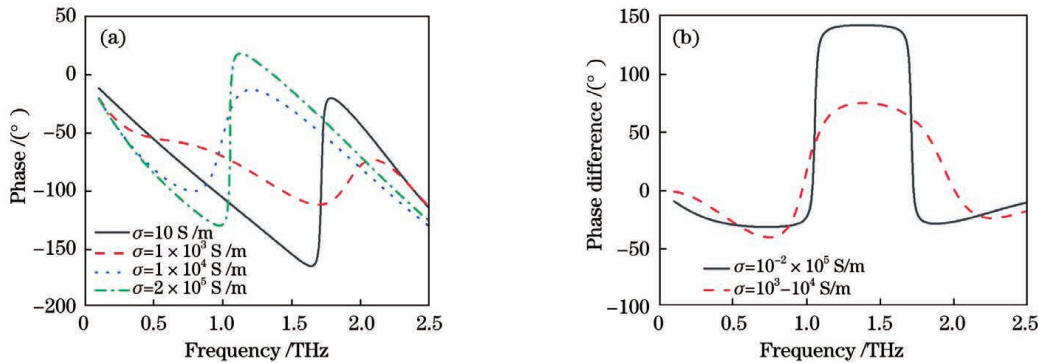 (a)
Phase /(°)
50
0
−50
−100
−150
−200
σ=10 S /m
σ=1 × 10³ S /m
σ=1 × 10⁴ S /m
σ=2 × 10⁵ S /m
0 0.5 1.0 1.5 2.0 2.5
Frequency /THz
(b)
Phase difference /(°)
150
100
50
0
−50
−100
σ=10⁻² × 10⁵ S/m
σ=10³−10⁴ S/m
0 0.5 1.0 1.5 2.0 2.5
Frequency /THz